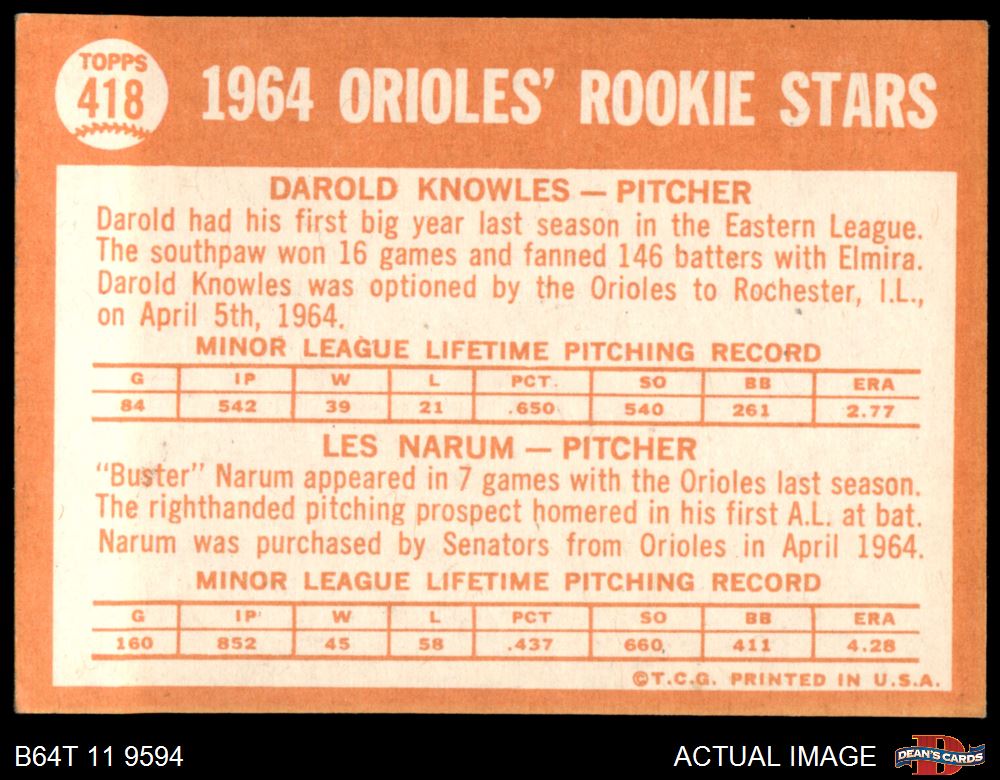 TOPPS
418
1964 ORIOLES' ROOKIE STARS
DAROLD KNOWLES — PITCHER
Darold had his first big year last season in the Eastern League.
The southpaw won 16 games and fanned 146 batters with Elmira.
Darold Knowles was optioned by the Orioles to Rochester, I.L.,
on April 5th, 1964.
MINOR LEAGUE LIFETIME PITCHING RECORD
G IP W L PCT. SO BB ERA
84 542 39 21 .650 540 261 2.77
LES NARUM — PITCHER
"Buster" Narum appeared in 7 games with the Orioles last season.
The righthanded pitching prospect homered in his first A.L. at bat.
Narum was purchased by Senators from Orioles in April 1964.
MINOR LEAGUE LIFETIME PITCHING RECORD
G IP W L PCT SO BB ERA
160 852 45 58 .437 660 411 4.28
©T.C.G. PRINTED IN U.S.A.
B64T 11 9594
ACTUAL IMAGE
DEAN'S CARDS